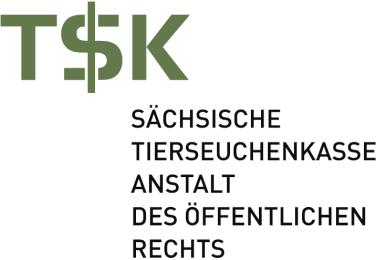 TSK
SÄCHSISCHE
TIERSEUCHENKASSE
ANSTALT
DES ÖFFENTLICHEN
RECHTS